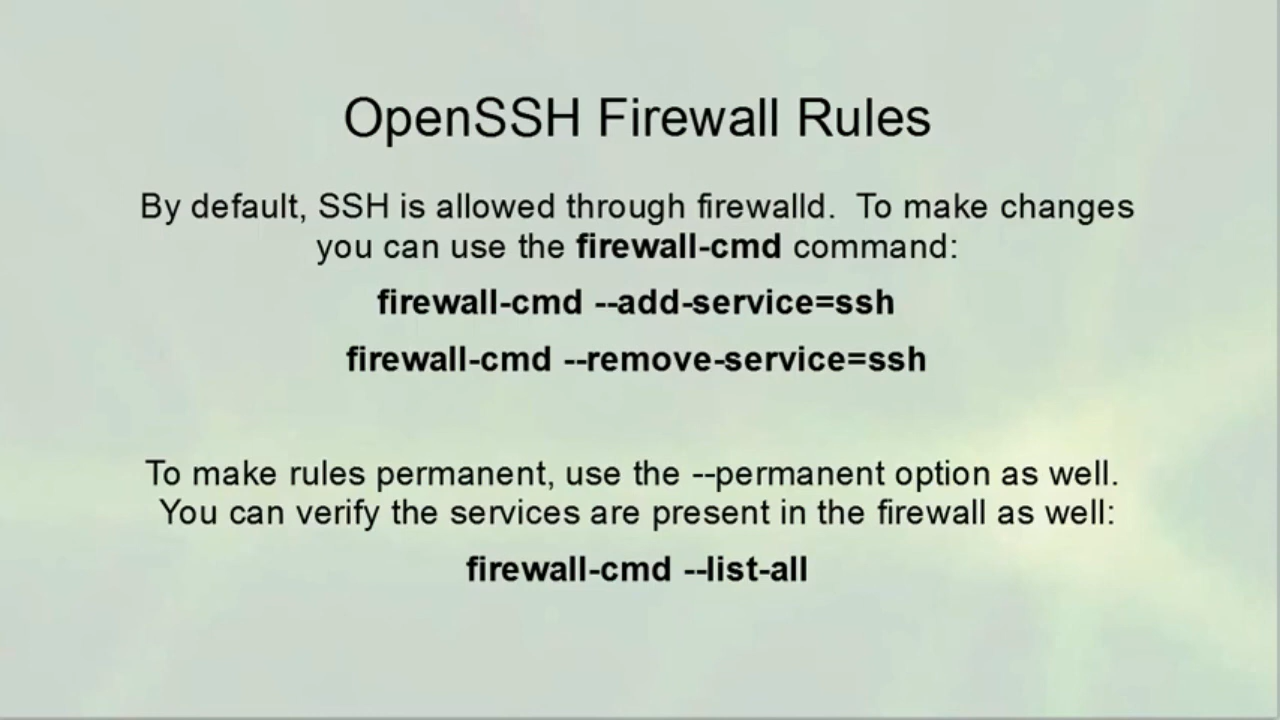 OpenSSH Firewall Rules
By default, SSH is allowed through firewalld.  To make changes
you can use the firewall-cmd command:
firewall-cmd --add-service=ssh
firewall-cmd --remove-service=ssh
To make rules permanent, use the --permanent option as well.
You can verify the services are present in the firewall as well:
firewall-cmd --list-all